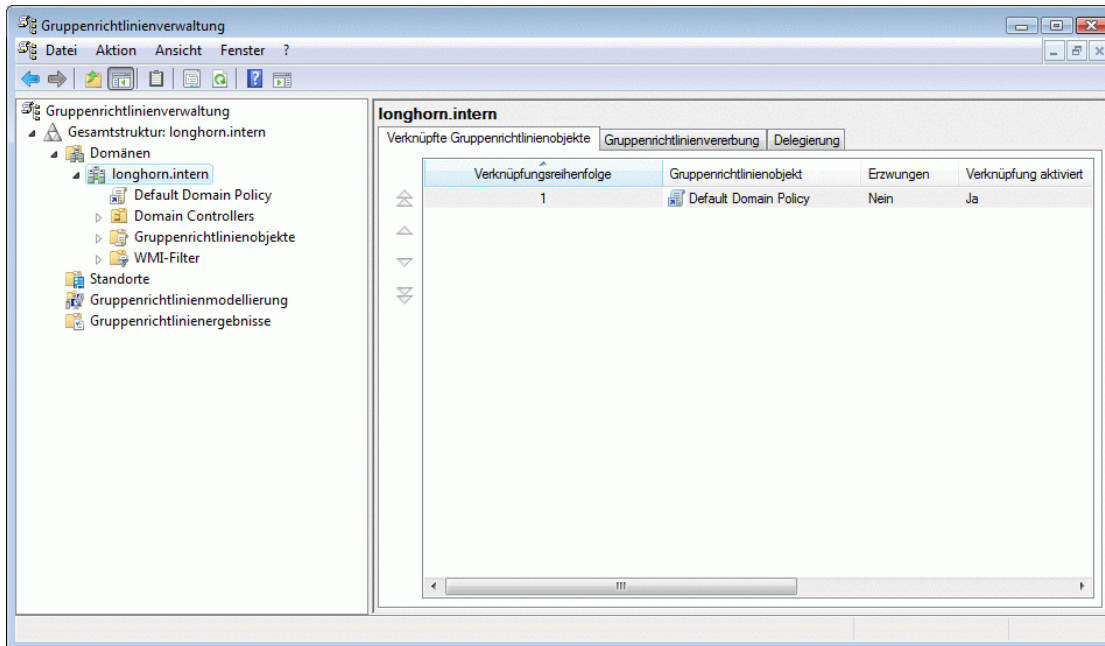 Gruppenrichtlinienverwaltung
Datei Aktion Ansicht Fenster ?
Gruppenrichtlinienverwaltung
Gesamtstruktur: longhorn.intern
Domänen
longhorn.intern
Default Domain Policy
Domain Controllers
Gruppenrichtlinienobjekte
WMI-Filter
Standorte
Gruppenrichtlinienmodellierung
Gruppenrichtlinienergebnisse
longhorn.intern
Verknüpfte Gruppenrichtlinienobjekte Gruppenrichtlinienvererbung Delegierung
Verknüpfungsreihenfolge Gruppenrichtlinienobjekt Erzwungen Verknüpfung aktiviert
1 Default Domain Policy Nein Ja